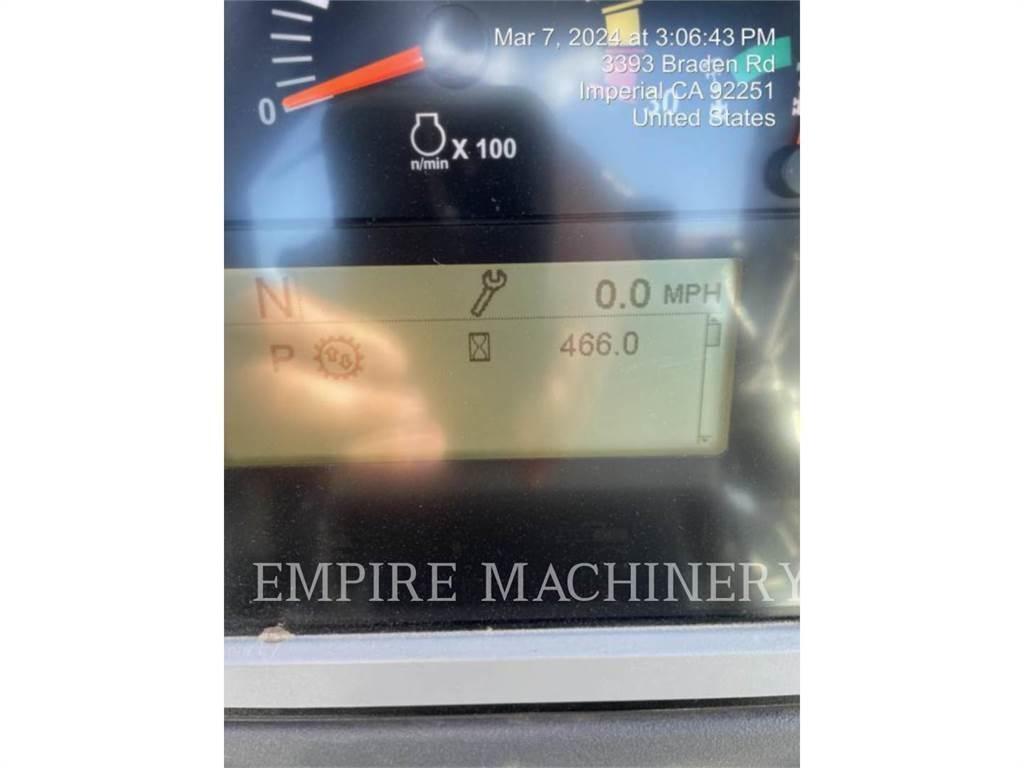 Mar 7, 2024 at 3:06:43 PM
3393 Braden Rd
Imperial CA 92251
United States
0
30
n/min X 100
N 0.0 MPH
P 466.0
EMPIRE MACHINERY